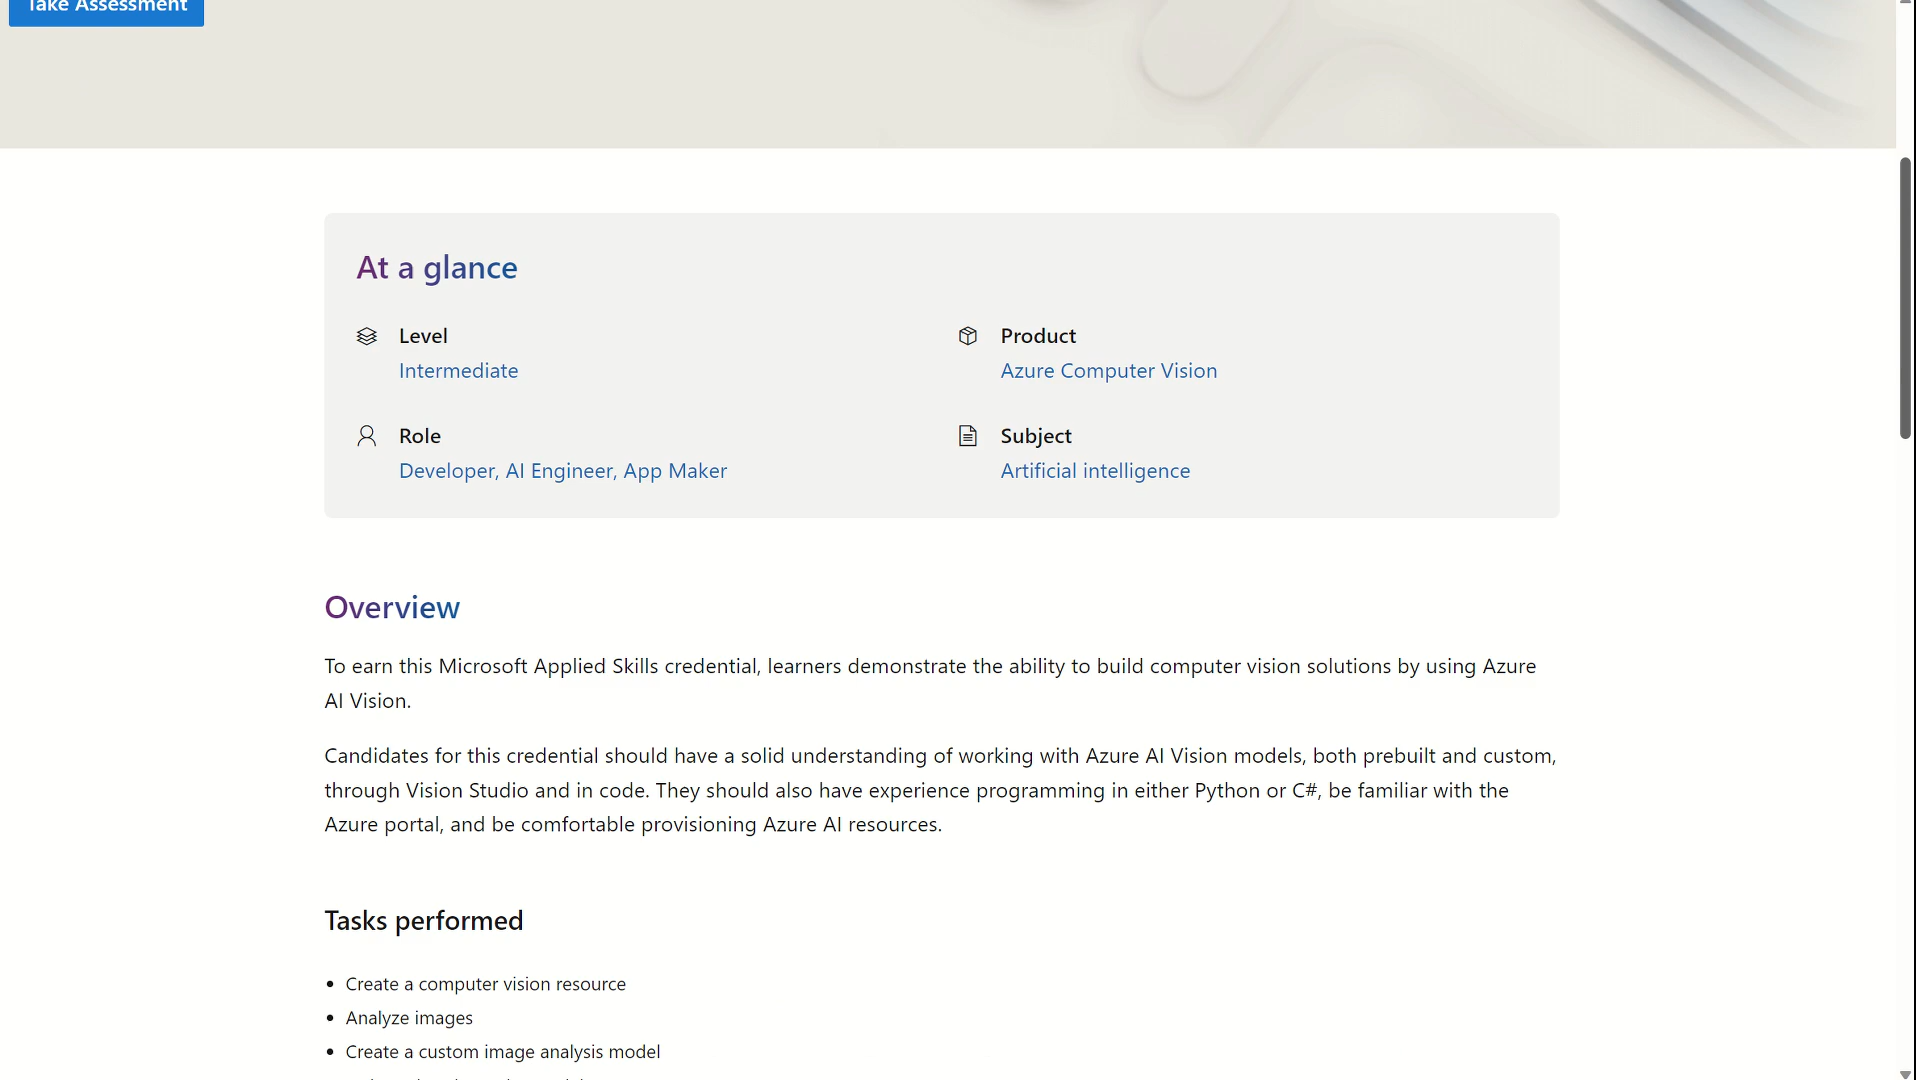 Take Assessment
At a glance
Level
Intermediate
Product
Azure Computer Vision
Role
Developer, AI Engineer, App Maker
Subject
Artificial intelligence
Overview
To earn this Microsoft Applied Skills credential, learners demonstrate the ability to build computer vision solutions by using Azure
AI Vision.
Candidates for this credential should have a solid understanding of working with Azure AI Vision models, both prebuilt and custom,
through Vision Studio and in code. They should also have experience programming in either Python or C#, be familiar with the
Azure portal, and be comfortable provisioning Azure AI resources.
Tasks performed
• Create a computer vision resource
• Analyze images
• Create a custom image analysis model